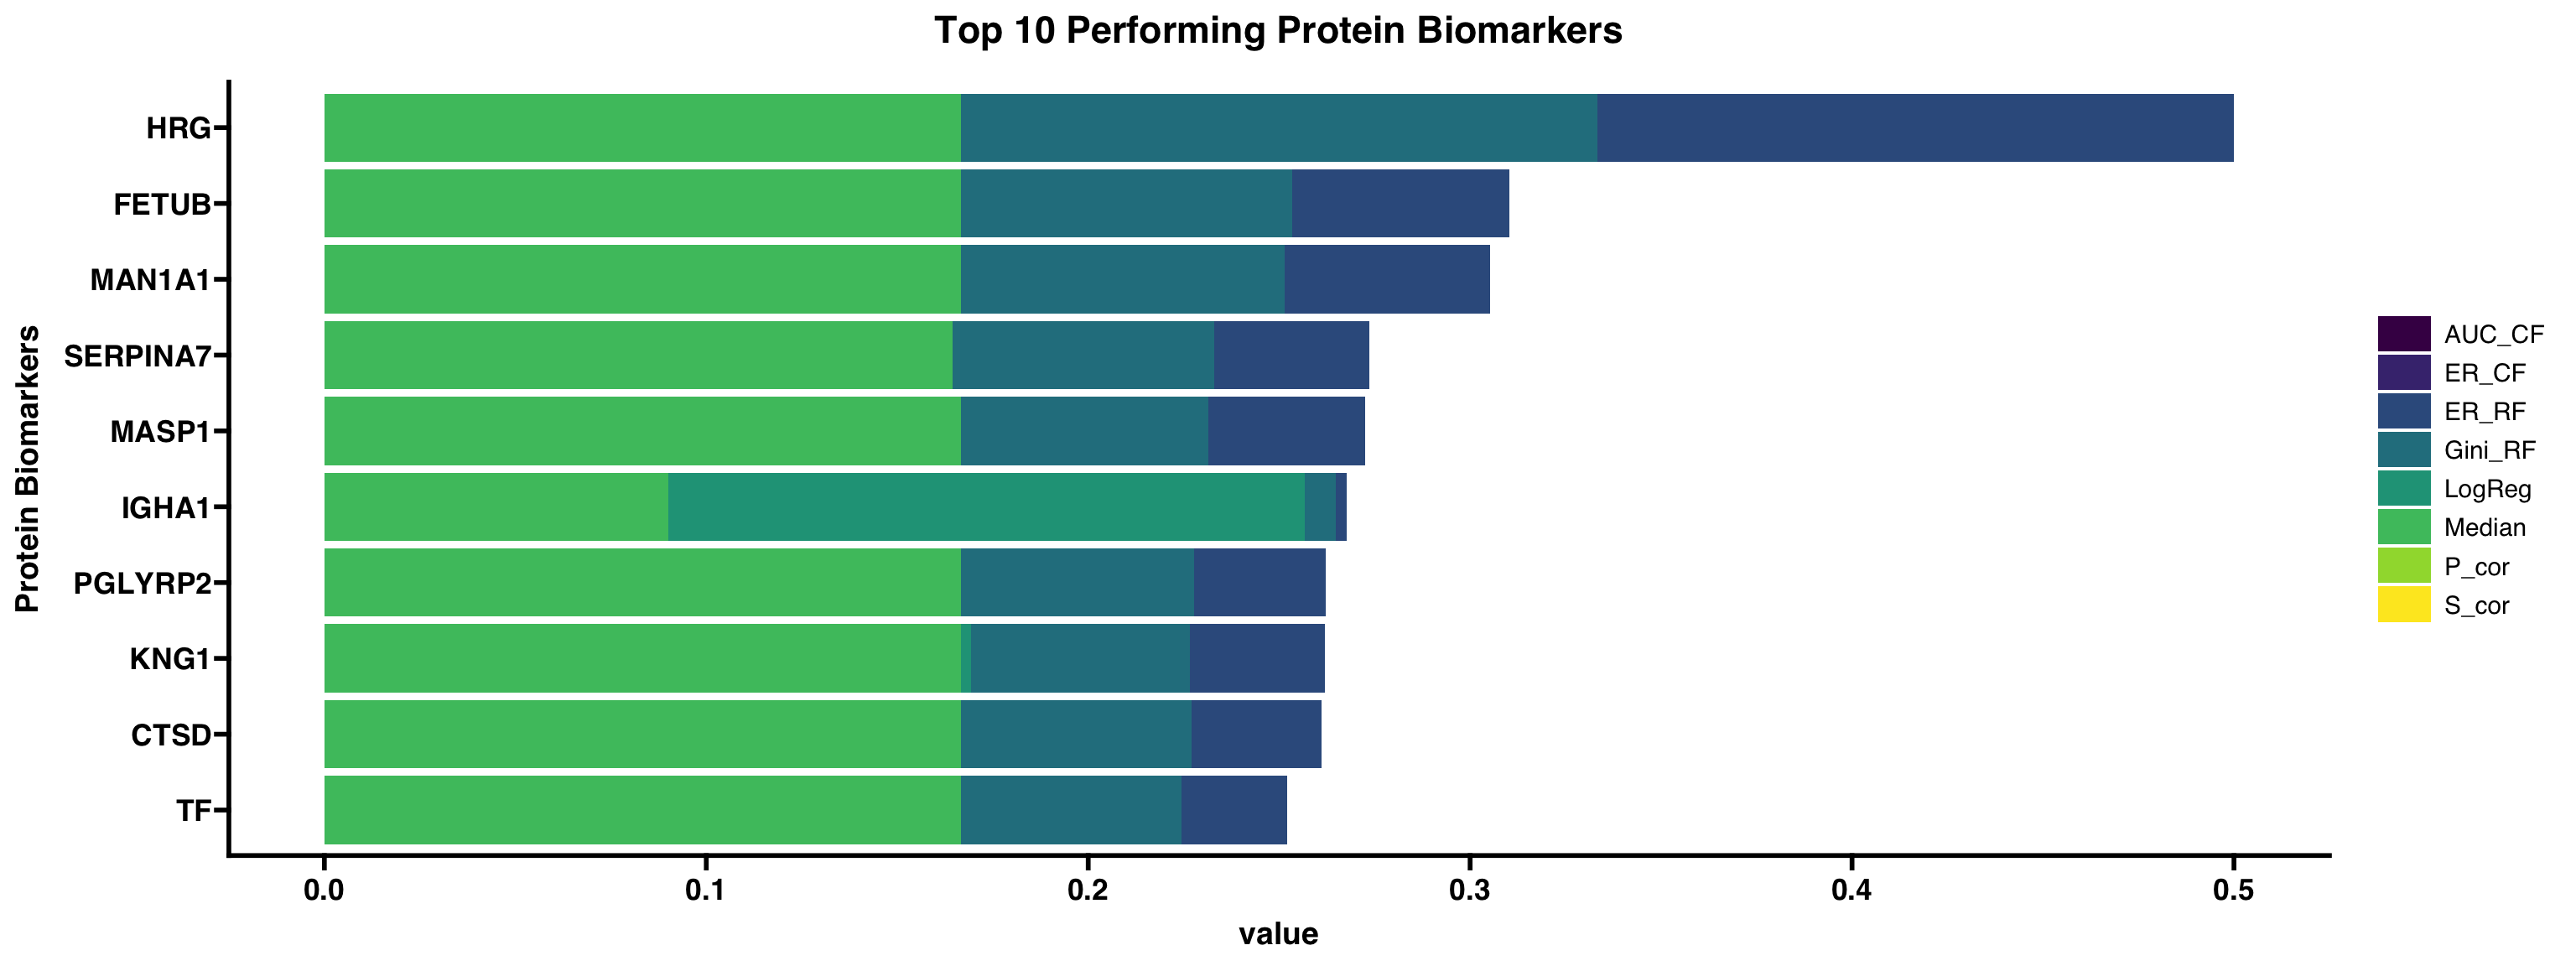 Top 10 Performing Protein Biomarkers
Protein Biomarkers
HRG
FETUB
MAN1A1
SERPINA7
MASP1
IGHA1
PGLYRP2
KNG1
CTSD
TF
0.0 0.1 0.2 0.3 0.4 0.5
value
AUC_CF
ER_CF
ER_RF
Gini_RF
LogReg
Median
P_cor
S_cor